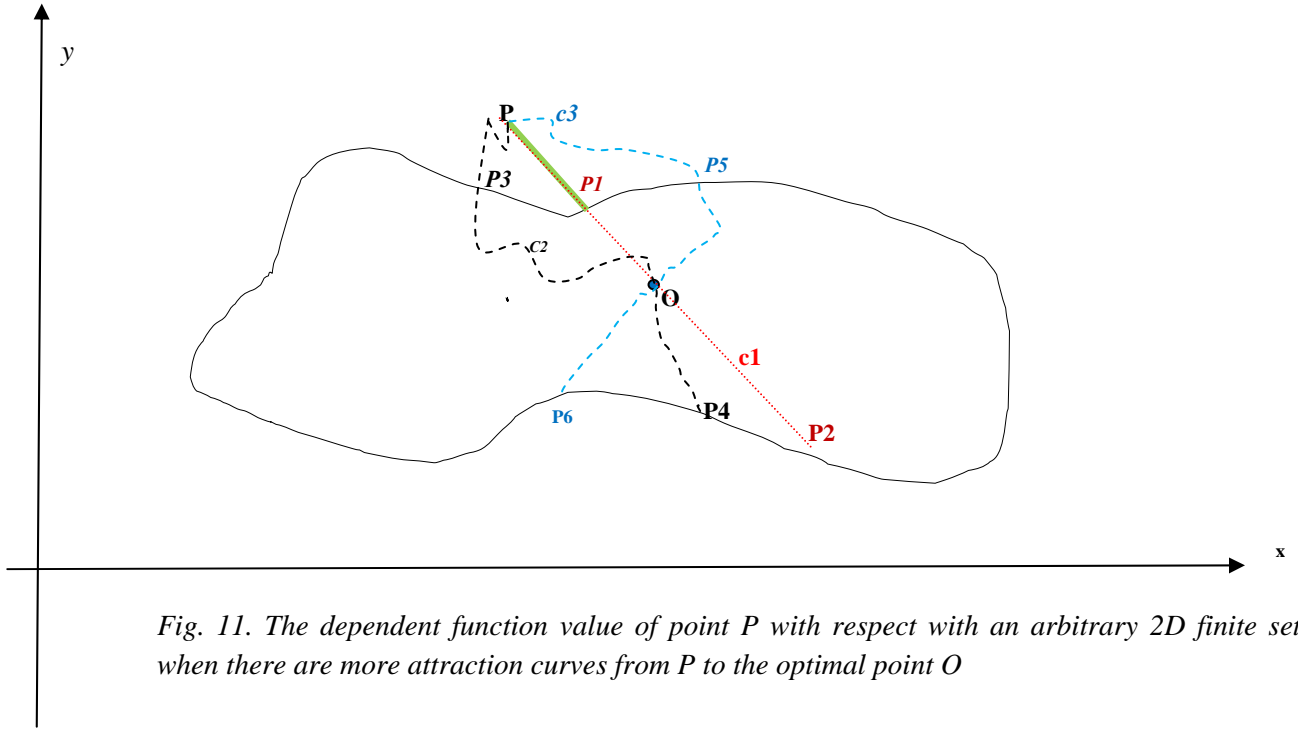 y
P
c3
P5
P3
P1
C2
O
c1
P6
P4
P2
x
Fig. 11. The dependent function value of point P with respect with an arbitrary 2D finite set
when there are more attraction curves from P to the optimal point O